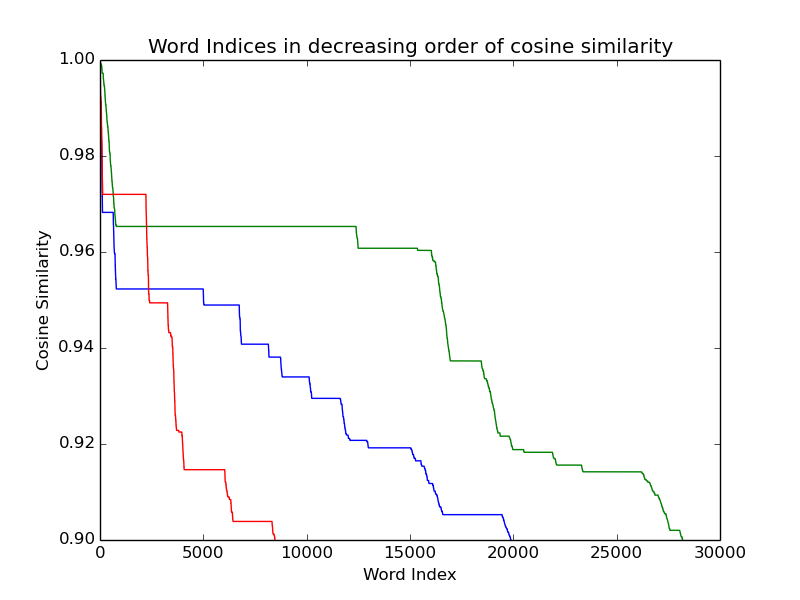 Word Indices in decreasing order of cosine similarity
1.00
0.98
0.96
0.94
0.92
0.90
Cosine Similarity
0 5000 10000 15000 20000 25000 30000
Word Index